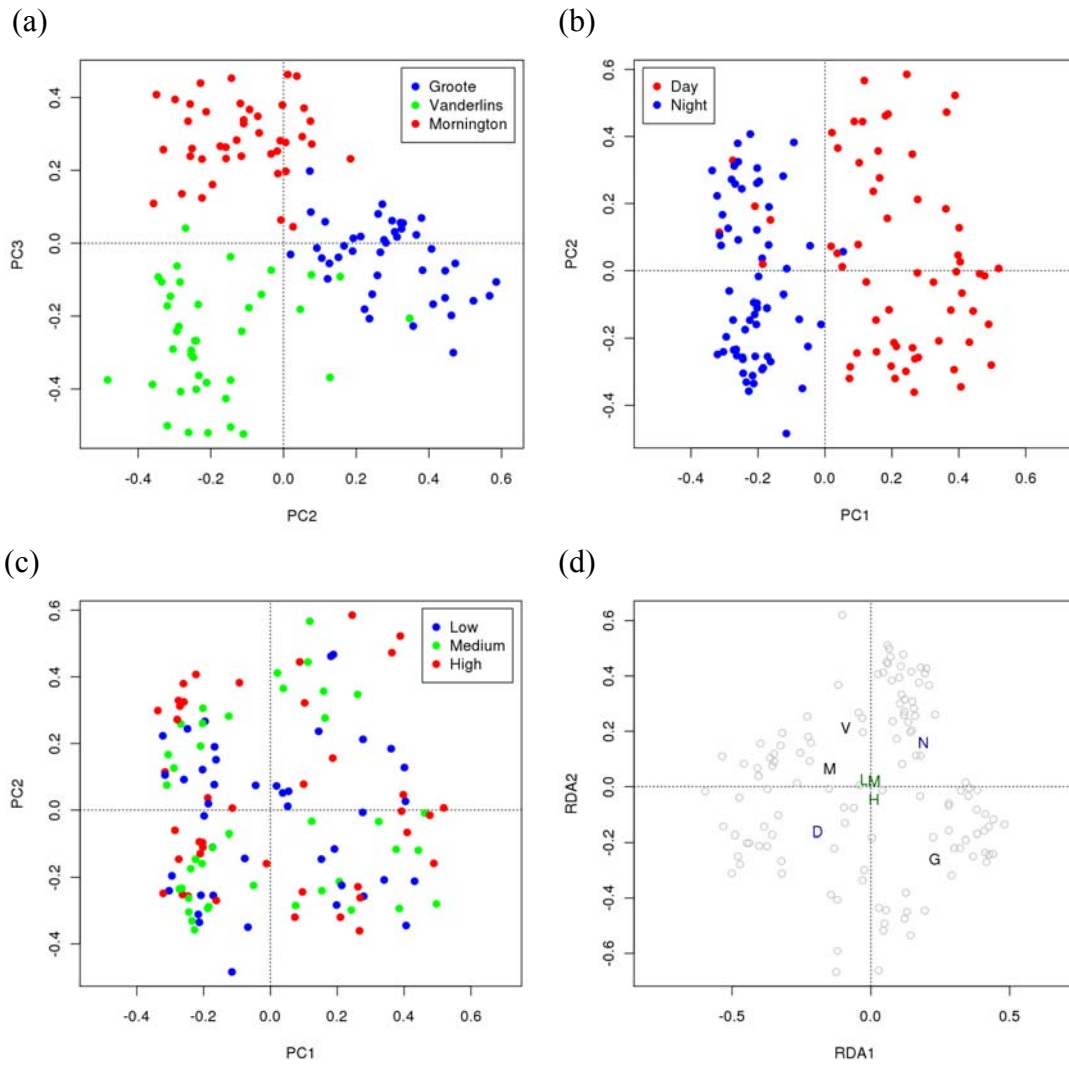 (a)
(b)
Groote
Vanderlins
Mornington
Day
Night
0.4
0.2
0.0
-0.2
-0.4
PC3
-0.4
-0.2
0.0
0.2
0.4
0.6
PC2
0.6
0.4
0.2
0.0
-0.2
-0.4
PC2
-0.4
-0.2
0.0
0.2
0.4
0.6
PC1
(c)
(d)
Low
Medium
High
0.6
0.4
0.2
0.0
-0.2
-0.4
PC2
-0.4
-0.2
0.0
0.2
0.4
0.6
PC1
0.6
0.4
0.2
0.0
-0.2
-0.4
-0.6
RDA2
V
N
M
LM
H
D
G
-0.5
0.0
0.5
RDA1